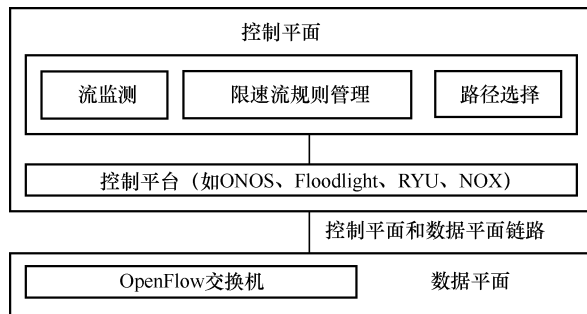 控制平面
流监测
限速流规则管理
路径选择
控制平台（如ONOS、Floodlight、RYU、NOX）
控制平面和数据平面链路
OpenFlow交换机
数据平面